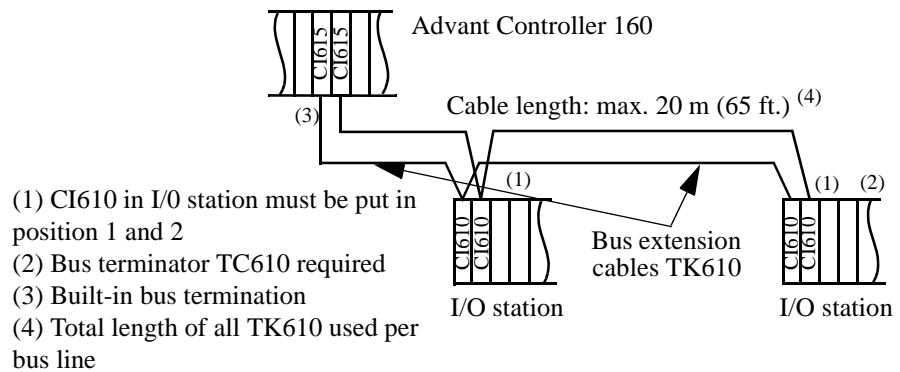 Advant Controller 160
CI615
CI615
(3)
Cable length: max. 20 m (65 ft.) (4)
(1)
(1)
(2)
CI610
CI610
CI610
CI610
Bus extension
cables TK610
I/O station
I/O station
(1) CI610 in I/0 station must be put in
position 1 and 2
(2) Bus terminator TC610 required
(3) Built-in bus termination
(4) Total length of all TK610 used per
bus line